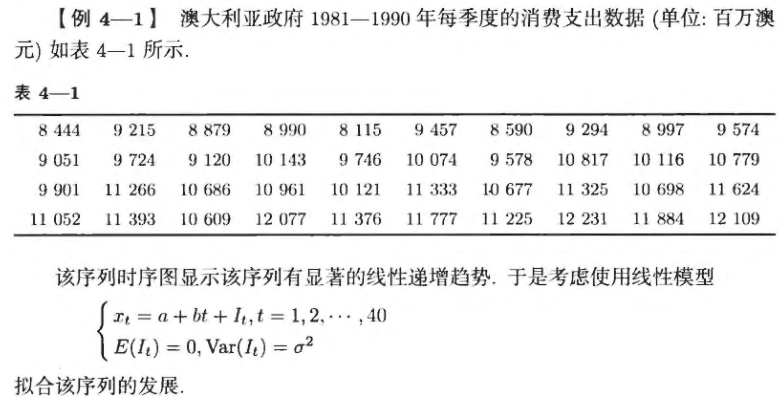 【例 4—1】 澳大利亚政府 1981—1990 年每季度的消费支出数据 (单位: 百万澳
元) 如表 4—1 所示.
表 4—1
8 444 9 215 8 879 8 990 8 115 9 457 8 590 9 294 8 997 9 574
9 051 9 724 9 120 10 143 9 746 10 074 9 578 10 817 10 116 10 779
9 901 11 266 10 686 10 961 10 121 11 333 10 677 11 325 10 698 11 624
11 052 11 393 10 609 12 077 11 376 11 777 11 225 12 231 11 884 12 109
该序列时序图显示该序列有显著的线性递增趋势. 于是考虑使用线性模型
x_t = a + bt + I_t, t = 1, 2, ⋯ , 40
E(I_t) = 0, Var(I_t) = σ²
拟合该序列的发展.